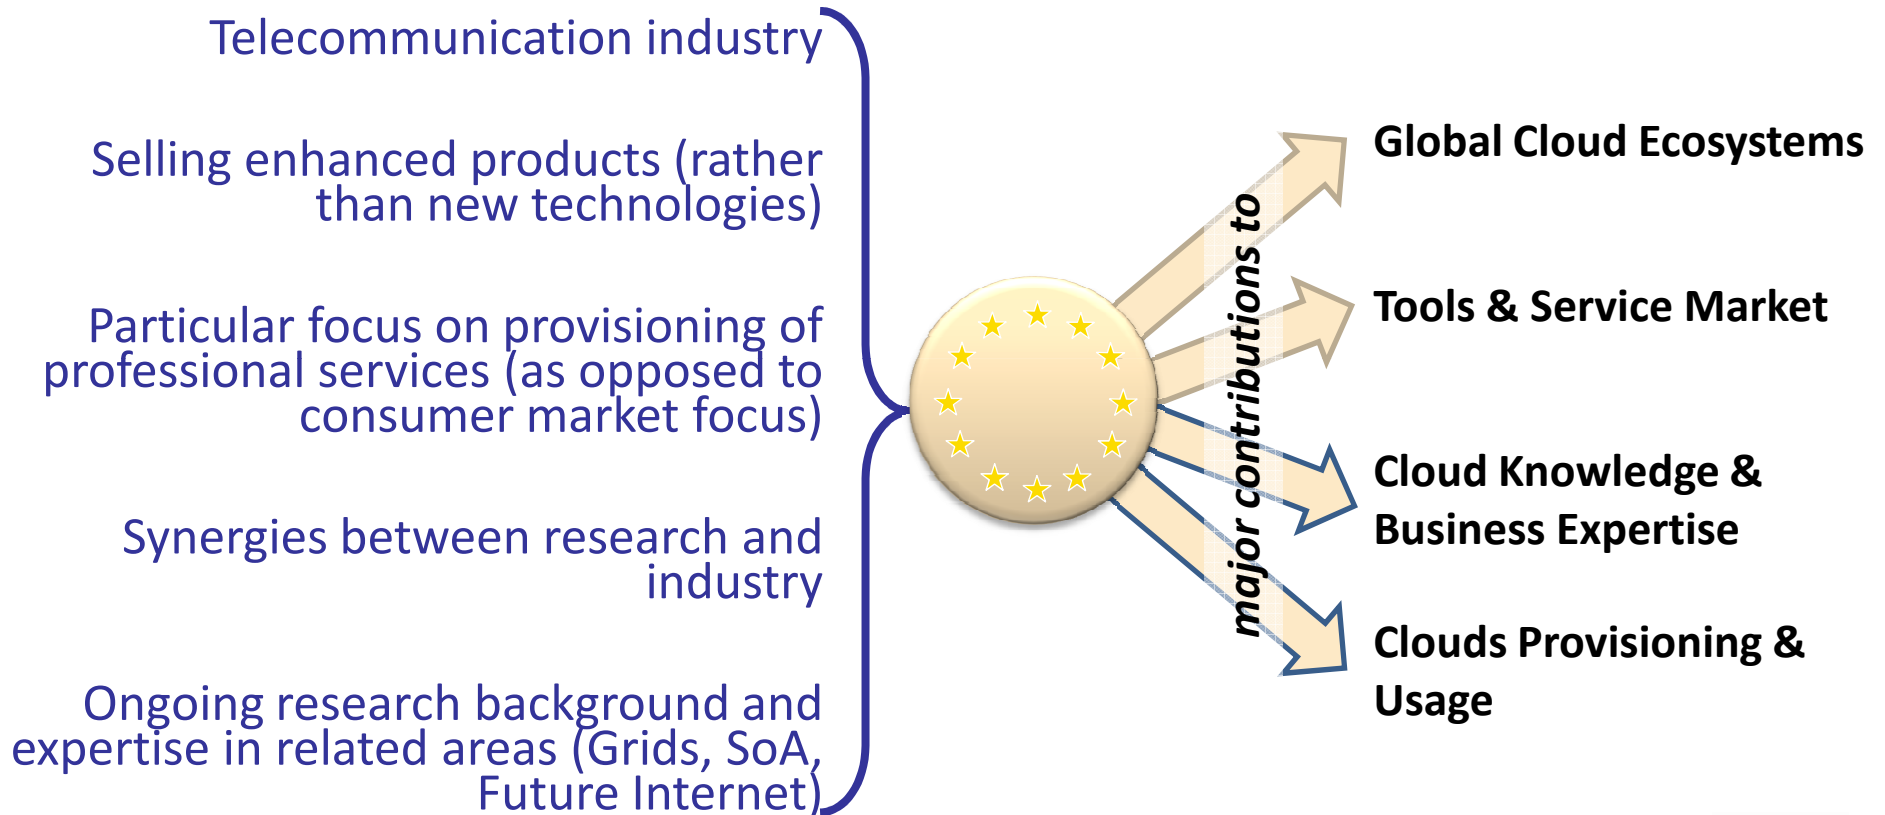 Telecommunication industry
Selling enhanced products (rather
than new technologies)
Particular focus on provisioning of
professional services (as opposed to
consumer market focus)
Synergies between research and
industry
Ongoing research background and
expertise in related areas (Grids, SoA,
Future Internet)
major contributions to
Global Cloud Ecosystems
Tools & Service Market
Cloud Knowledge &
Business Expertise
Clouds Provisioning &
Usage